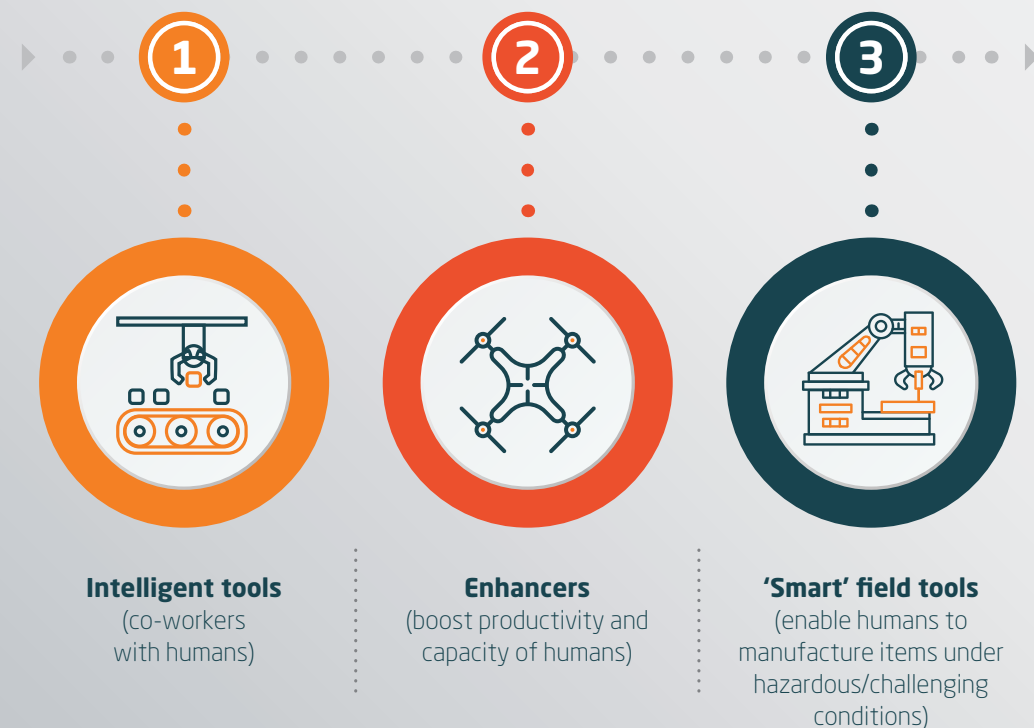 1
2
3
Intelligent tools
(co-workers
with humans)
Enhancers
(boost productivity and
capacity of humans)
‘Smart’ field tools
(enable humans to
manufacture items under
hazardous/challenging
conditions)